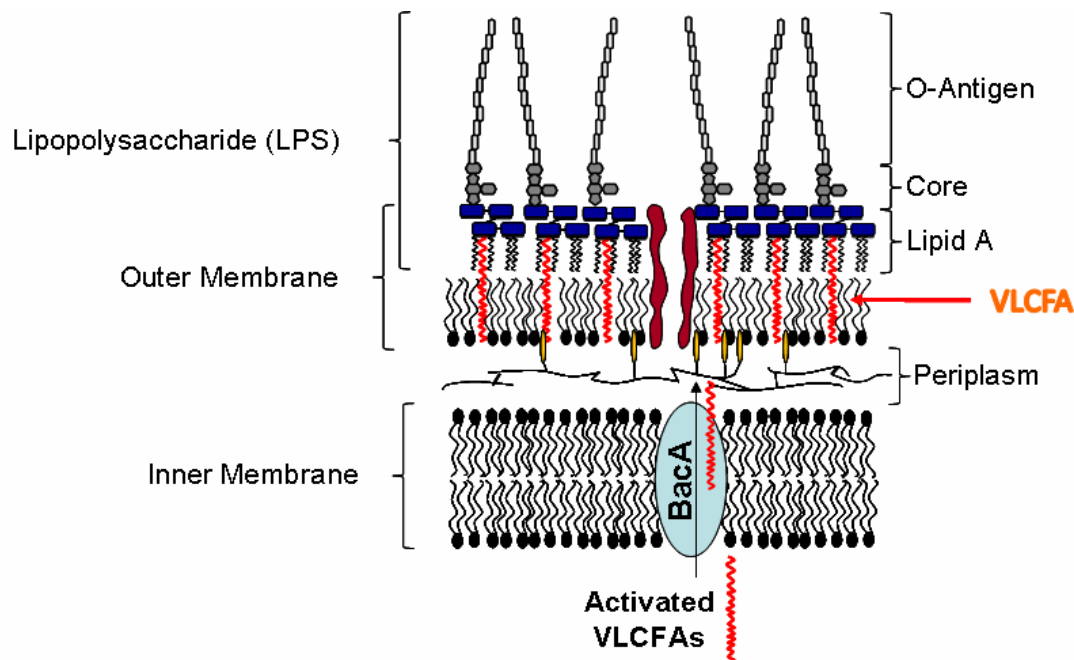 O-Antigen
Lipopolysaccharide (LPS)
Core
Lipid A
Outer Membrane
VLCFA
Periplasm
Inner Membrane
BacA
Activated
VLCFAs